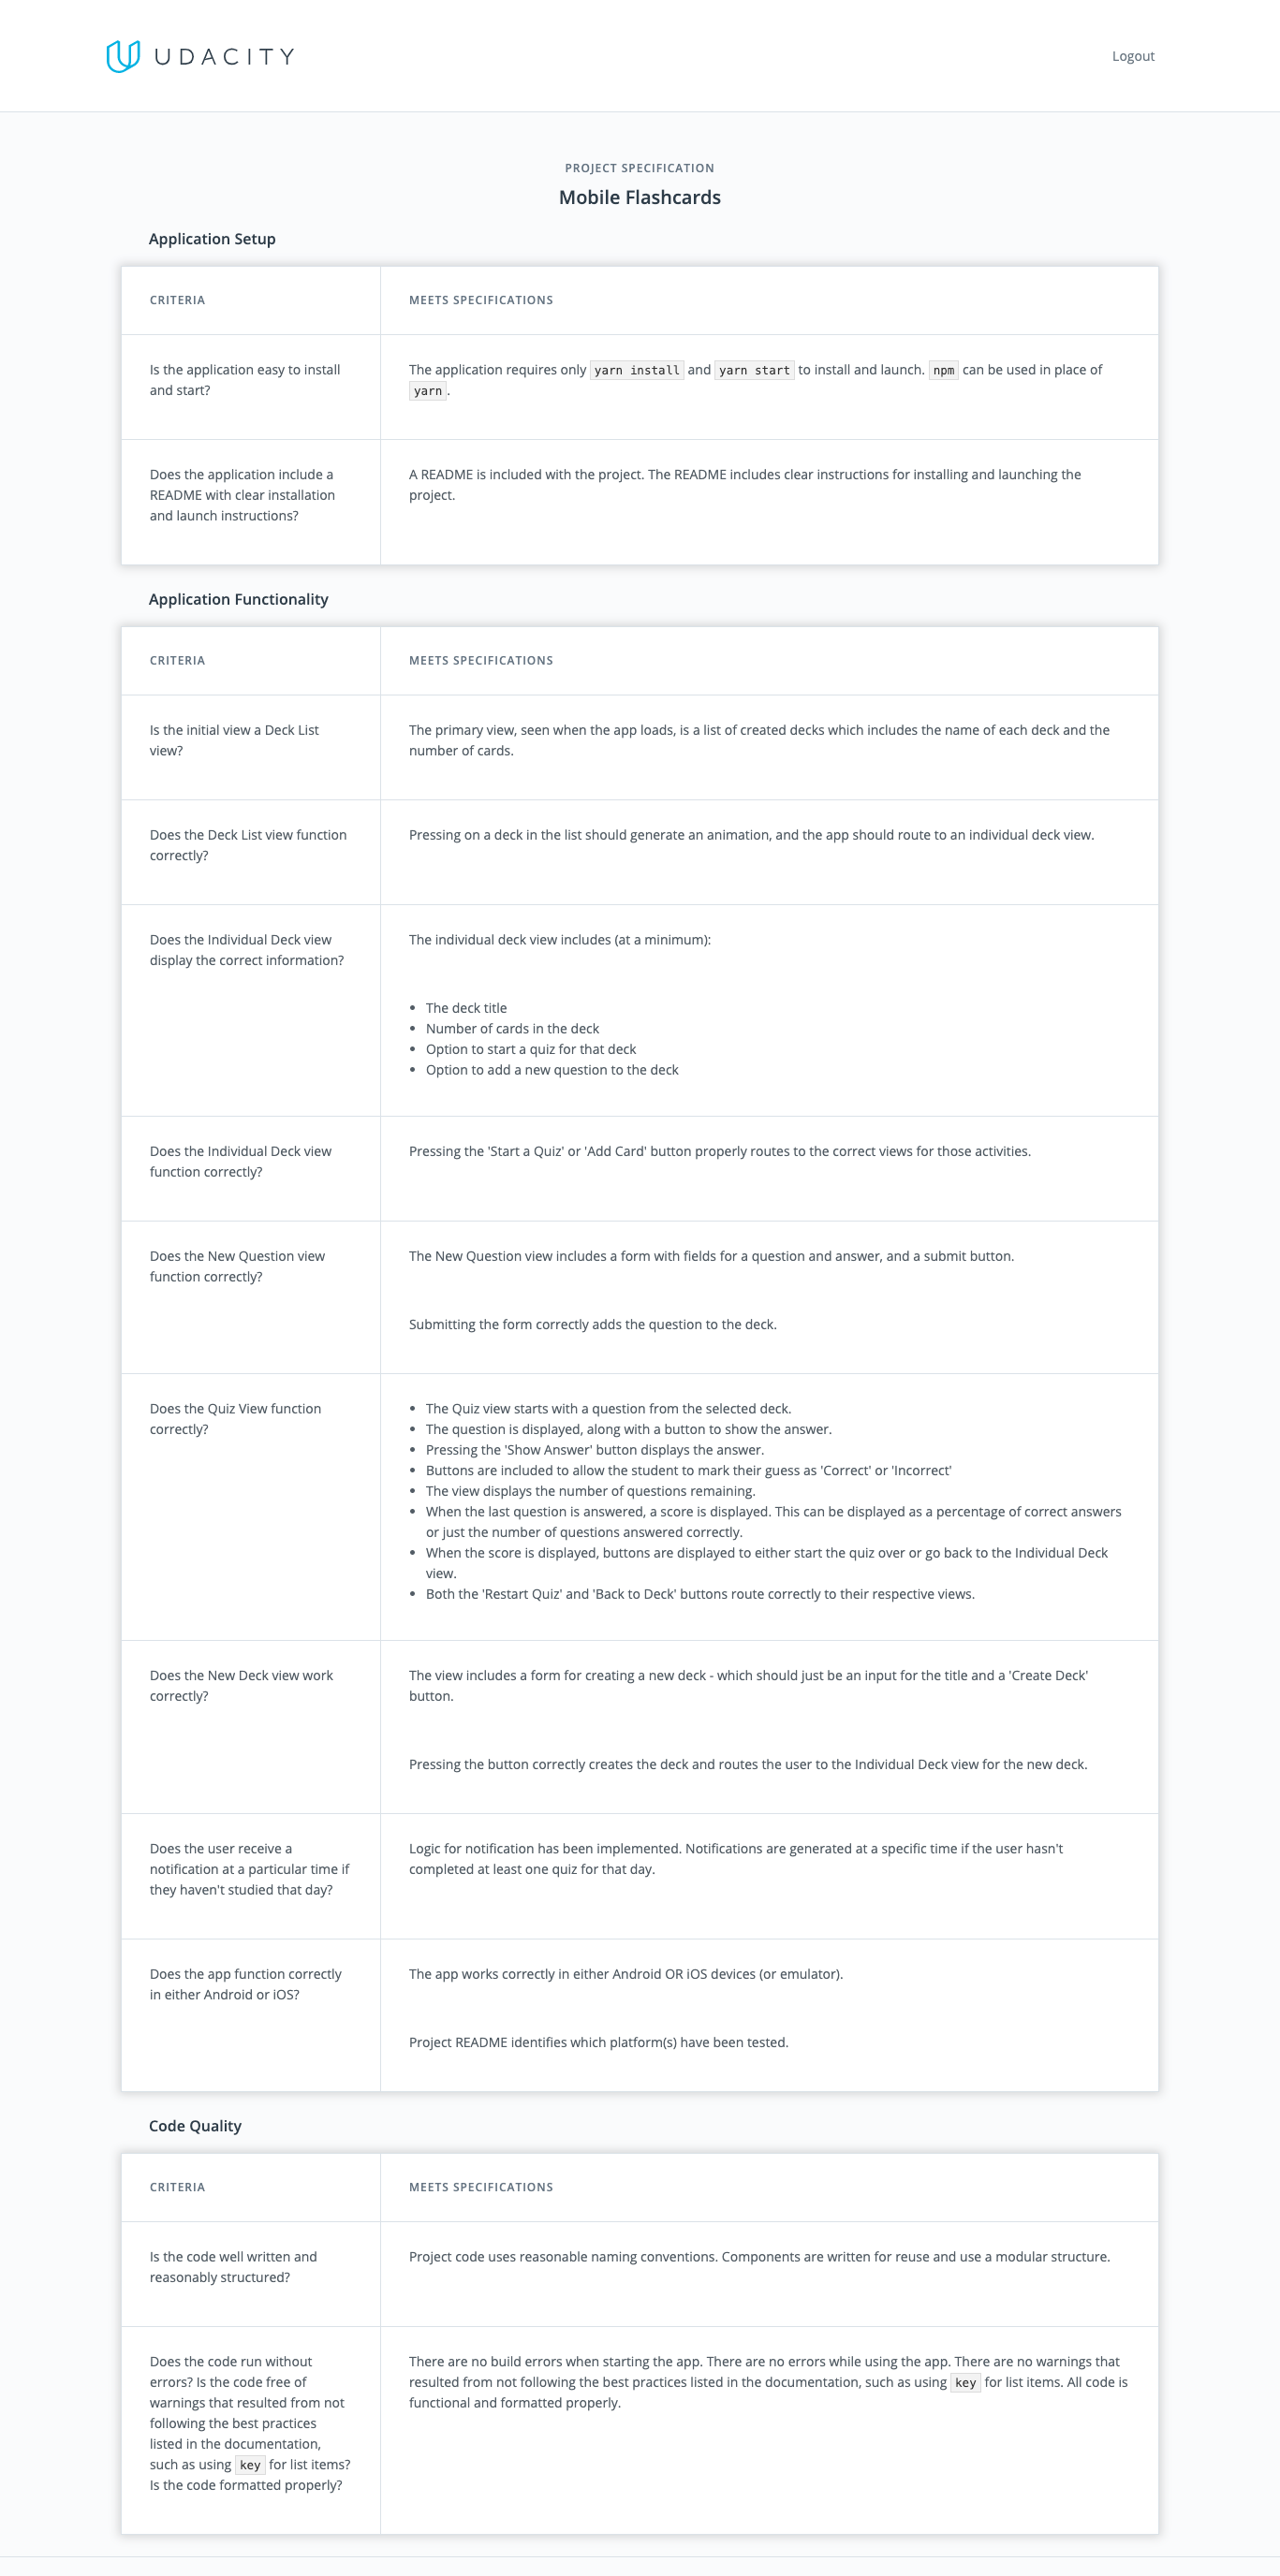 UDACITY
Logout
PROJECT SPECIFICATION
Mobile Flashcards
Application Setup
CRITERIA
MEETS SPECIFICATIONS
Is the application easy to install
and start?
The application requires only yarn install and yarn start to install and launch. npm can be used in place of
yarn.
Does the application include a
README with clear installation
and launch instructions?
A README is included with the project. The README includes clear instructions for installing and launching the
project.
Application Functionality
CRITERIA
MEETS SPECIFICATIONS
Is the initial view a Deck List
view?
The primary view, seen when the app loads, is a list of created decks which includes the name of each deck and the
number of cards.
Does the Deck List view function
correctly?
Pressing on a deck in the list should generate an animation, and the app should route to an individual deck view.
Does the Individual Deck view
display the correct information?
The individual deck view includes (at a minimum):
• The deck title
• Number of cards in the deck
• Option to start a quiz for that deck
• Option to add a new question to the deck
Does the Individual Deck view
function correctly?
Pressing the 'Start a Quiz' or 'Add Card' button properly routes to the correct views for those activities.
Does the New Question view
function correctly?
The New Question view includes a form with fields for a question and answer, and a submit button.
Submitting the form correctly adds the question to the deck.
Does the Quiz View function
correctly?
• The Quiz view starts with a question from the selected deck.
• The question is displayed, along with a button to show the answer.
• Pressing the 'Show Answer' button displays the answer.
• Buttons are included to allow the student to mark their guess as 'Correct' or 'Incorrect'
• The view displays the number of questions remaining.
• When the last question is answered, a score is displayed. This can be displayed as a percentage of correct answers
or just the number of questions answered correctly.
• When the score is displayed, buttons are displayed to either start the quiz over or go back to the Individual Deck
view.
• Both the 'Restart Quiz' and 'Back to Deck' buttons route correctly to their respective views.
Does the New Deck view work
correctly?
The view includes a form for creating a new deck - which should just be an input for the title and a 'Create Deck'
button.
Pressing the button correctly creates the deck and routes the user to the Individual Deck view for the new deck.
Does the user receive a
notification at a particular time if
they haven't studied that day?
Logic for notification has been implemented. Notifications are generated at a specific time if the user hasn't
completed at least one quiz for that day.
Does the app function correctly
in either Android or iOS?
The app works correctly in either Android OR iOS devices (or emulator).
Project README identifies which platform(s) have been tested.
Code Quality
CRITERIA
MEETS SPECIFICATIONS
Is the code well written and
reasonably structured?
Project code uses reasonable naming conventions. Components are written for reuse and use a modular structure.
Does the code run without
errors? Is the code free of
warnings that resulted from not
following the best practices
listed in the documentation,
such as using key for list items?
Is the code formatted properly?
There are no build errors when starting the app. There are no errors while using the app. There are no warnings that
resulted from not following the best practices listed in the documentation, such as using key for list items. All code is
functional and formatted properly.